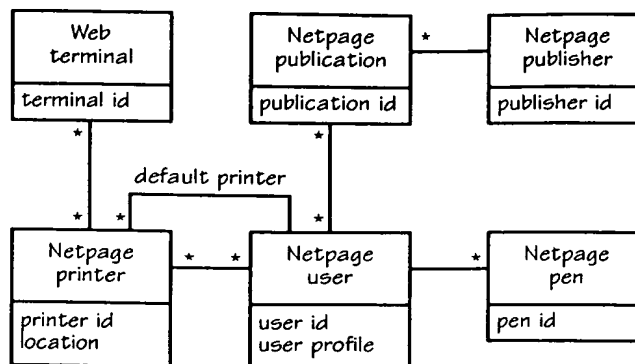 Web
terminal
terminal id
Netpage
publication
publication id
Netpage
publisher
publisher id
*
*
*
*
default printer
*
*
*
*
*
*
Netpage
printer
printer id
location
Netpage
user
user id
user profile
Netpage
pen
pen id